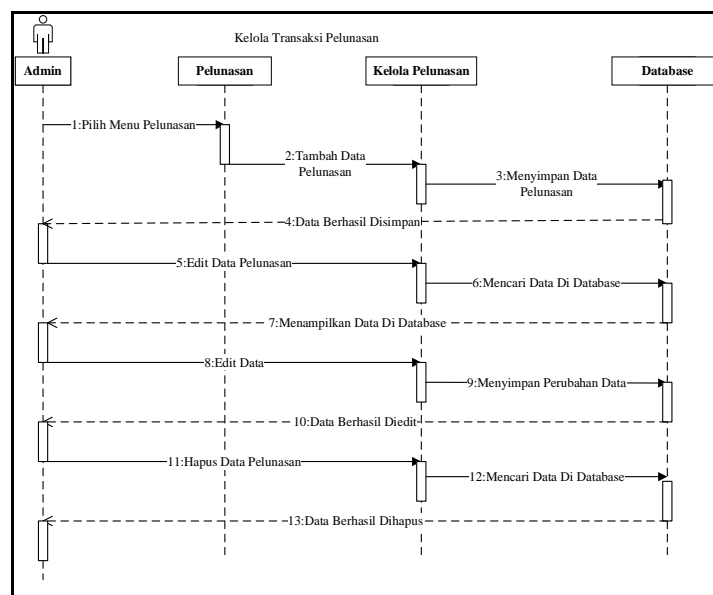 Kelola Transaksi Pelunasan
Admin
Pelunasan
Kelola Pelunasan
Database
1:Pilih Menu Pelunasan
2:Tambah Data
Pelunasan
3:Menyimpan Data
Pelunasan
4:Data Berhasil Disimpan
5:Edit Data Pelunasan
6:Mencari Data Di Database
7:Menampilkan Data Di Database
8:Edit Data
9:Menyimpan Perubahan Data
10:Data Berhasil Diedit
11:Hapus Data Pelunasan
12:Mencari Data Di Database
13:Data Berhasil Dihapus